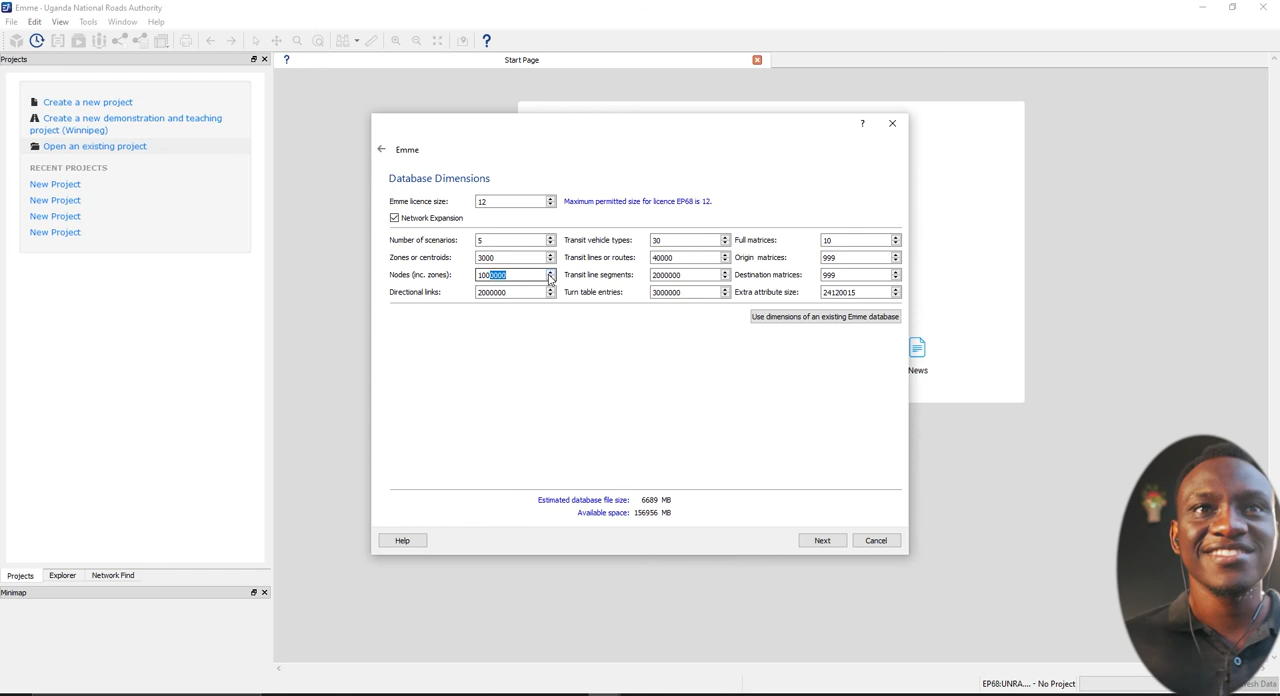 Emme - Uganda National Roads Authority
File Edit View Tools Window Help
Projects
Start Page
Create a new project
Create a new demonstration and teaching
project (Winnipeg)
Open an existing project
RECENT PROJECTS
New Project
New Project
New Project
New Project
Emme
Database Dimensions
Emme licence size: 12 Maximum permitted size for licence EP68 is 12.
Network Expansion
Number of scenarios: 5 Transit vehicle types: 30 Full matrices: 10
Zones or centroids: 3000 Transit lines or routes: 40000 Origin matrices: 999
Nodes (inc. zones): 1000000 Transit line segments: 2000000 Destination matrices: 999
Directional links: 2000000 Turn table entries: 3000000 Extra attribute size: 24120015
Use dimensions of an existing Emme database
News
Estimated database file size: 6689 MB
Available space: 156956 MB
Help Next Cancel
Projects Explorer Network Find
Minimap
EP68:UNRA.... - No Project
Data